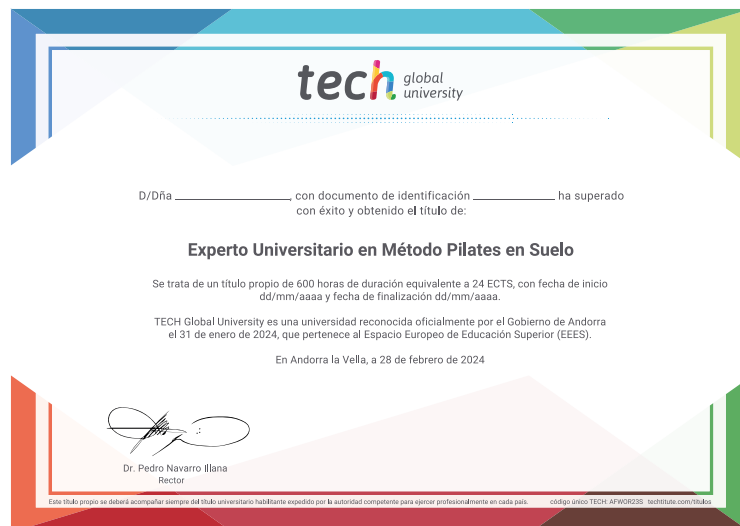 tech global university
D/Dña ____________________, con documento de identificación ______________ ha superado
con éxito y obtenido el título de:
Experto Universitario en Método Pilates en Suelo
Se trata de un título propio de 600 horas de duración equivalente a 24 ECTS, con fecha de inicio
dd/mm/aaaa y fecha de finalización dd/mm/aaaa.
TECH Global University es una universidad reconocida oficialmente por el Gobierno de Andorra
el 31 de enero de 2024, que pertenece al Espacio Europeo de Educación Superior (EEES).
En Andorra la Vella, a 28 de febrero de 2024
Dr. Pedro Navarro Illana
Rector
Este título propio se deberá acompañar siempre del título universitario habilitante expedido por la autoridad competente para ejercer profesionalmente en cada país. código único TECH: AFWOR23S techtitute.com/titulos